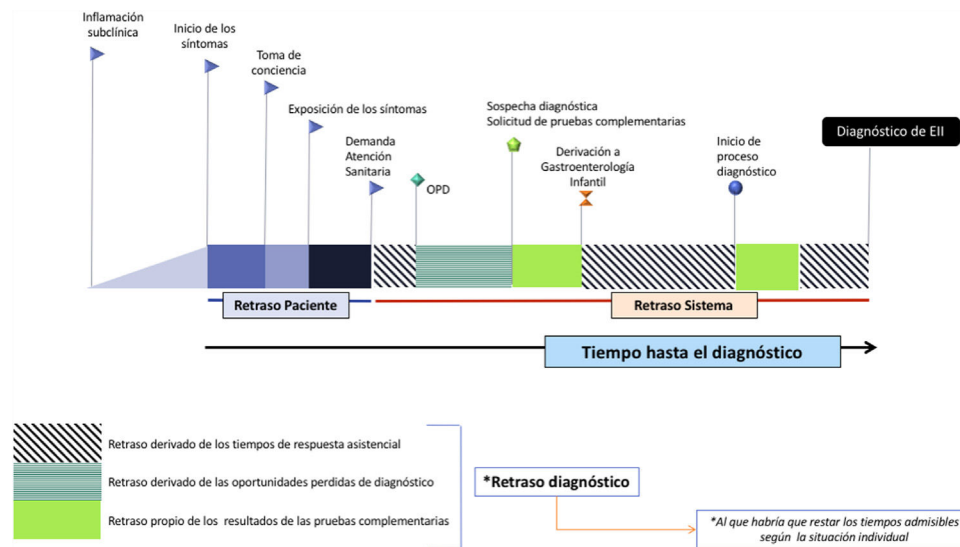 Inflamación
subclínica
Inicio de los
síntomas
Toma de
conciencia
Exposición de los síntomas
Demanda
Atención
Sanitaria
OPD
Sospecha diagnóstica
Solicitud de pruebas complementarias
Derivación a
Gastroenterología
Infantil
Inicio de
proceso
diagnóstico
Diagnóstico de EII
Retraso Paciente
Retraso Sistema
Tiempo hasta el diagnóstico
Retraso derivado de los tiempos de respuesta asistencial
Retraso derivado de las oportunidades perdidas de diagnóstico
Retraso propio de los resultados de las pruebas complementarias
*Retraso diagnóstico
*Al que habría que restar los tiempos admisibles
según la situación individual